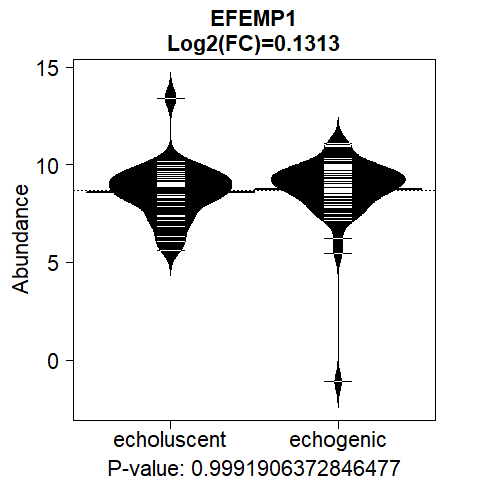 EFEMP1
Log2(FC)=0.1313
Abundance
15
10
5
0
echoluscent echogenic
P-value: 0.9991906372846477